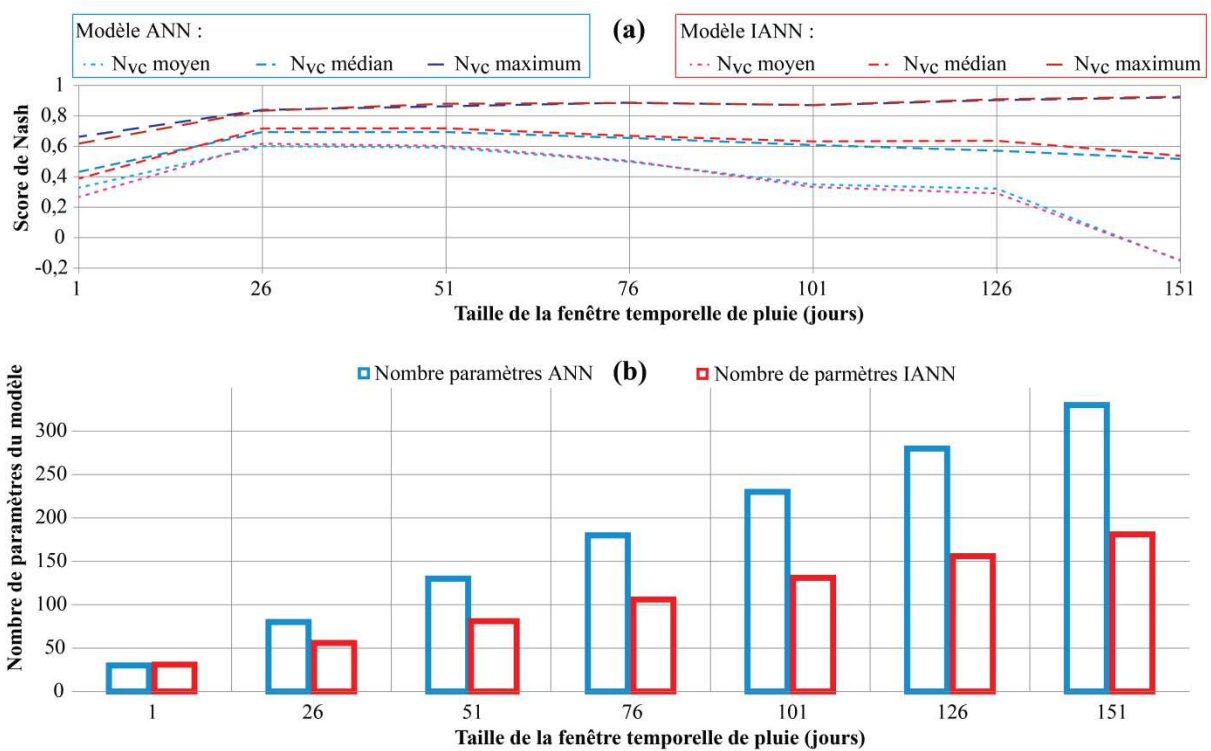 Modèle ANN :
(a)
Modèle IANN :
NVC moyen NVC médian NVC maximum
NVC moyen NVC médian NVC maximum
Score de Nash
1
0,8
0,6
0,4
0,2
0
-0,2
1 26 51 76 101 126 151
Taille de la fenêtre temporelle de pluie (jours)
(b)
Nombre paramètres ANN
Nombre de parmètres IANN
Nombre de paramètres du modèle
300
250
200
150
100
50
0
1 26 51 76 101 126 151
Taille de la fenêtre temporelle de pluie (jours)